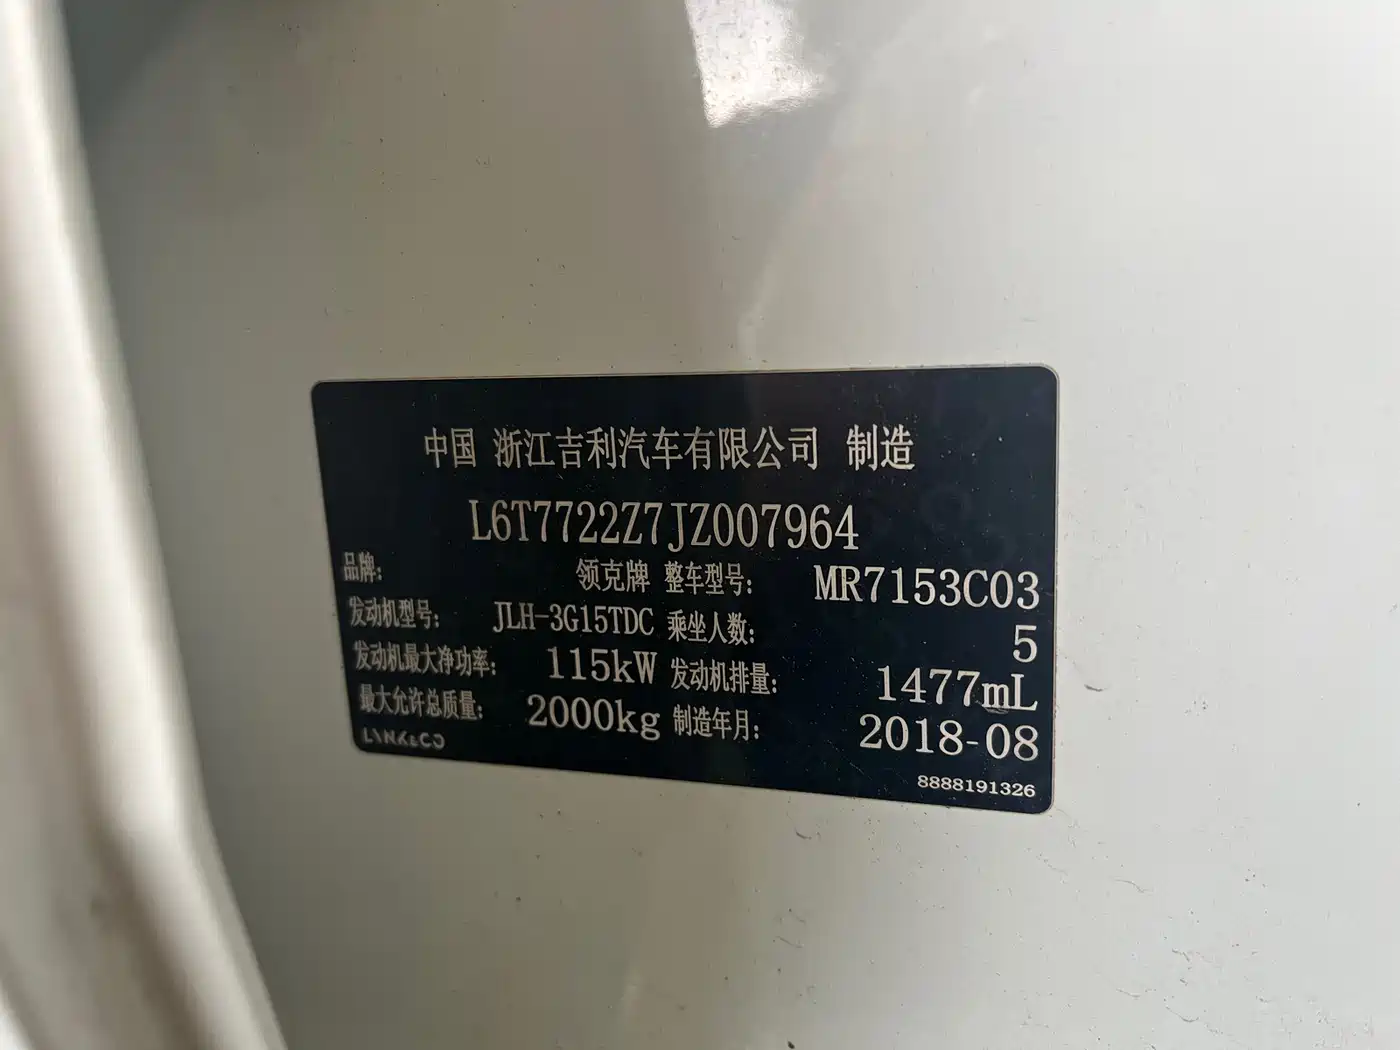 中国 浙江吉利汽车有限公司 制造
L6T7722Z7JZ007964
品牌: 领克牌 整车型号: MR7153C03
发动机型号: JLH-3G15TDC 乘坐人数: 5
发动机最大净功率: 115kW 发动机排量: 1477mL
最大允许总质量: 2000kg 制造年月: 2018-08
LYNK&CO
8888191326